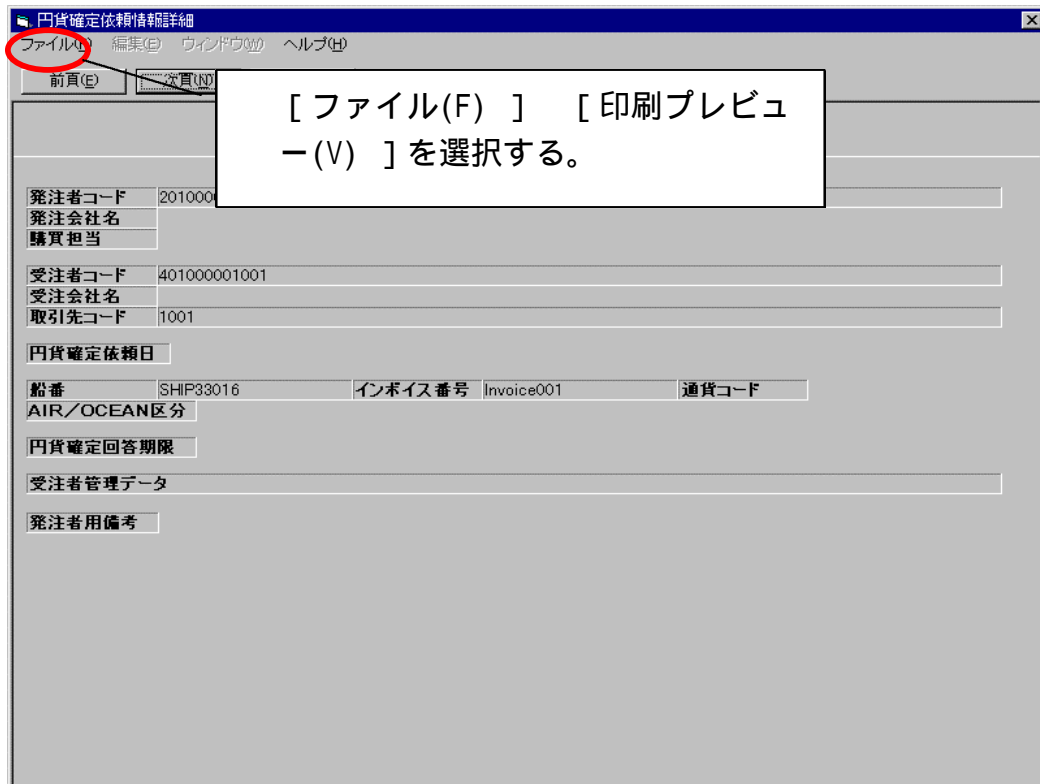 円貨確定依頼情報詳細
ファイル(F) 編集(E) ウィンドウ(W) ヘルプ(H)
前頁(E) 次頁(N)
[ファイル(F) ] [印刷プレビュ
ー(V) ]を選択する。
発注者コード 201000
発注会社名
購買担当
受注者コード 401000001001
受注会社名
取引先コード 1001
円貨確定依頼日
船番 SHIP33016 インボイス番号 Invoice001 通貨コード
AIR/OCEAN区分
円貨確定回答期限
受注者管理データ
発注者用備考